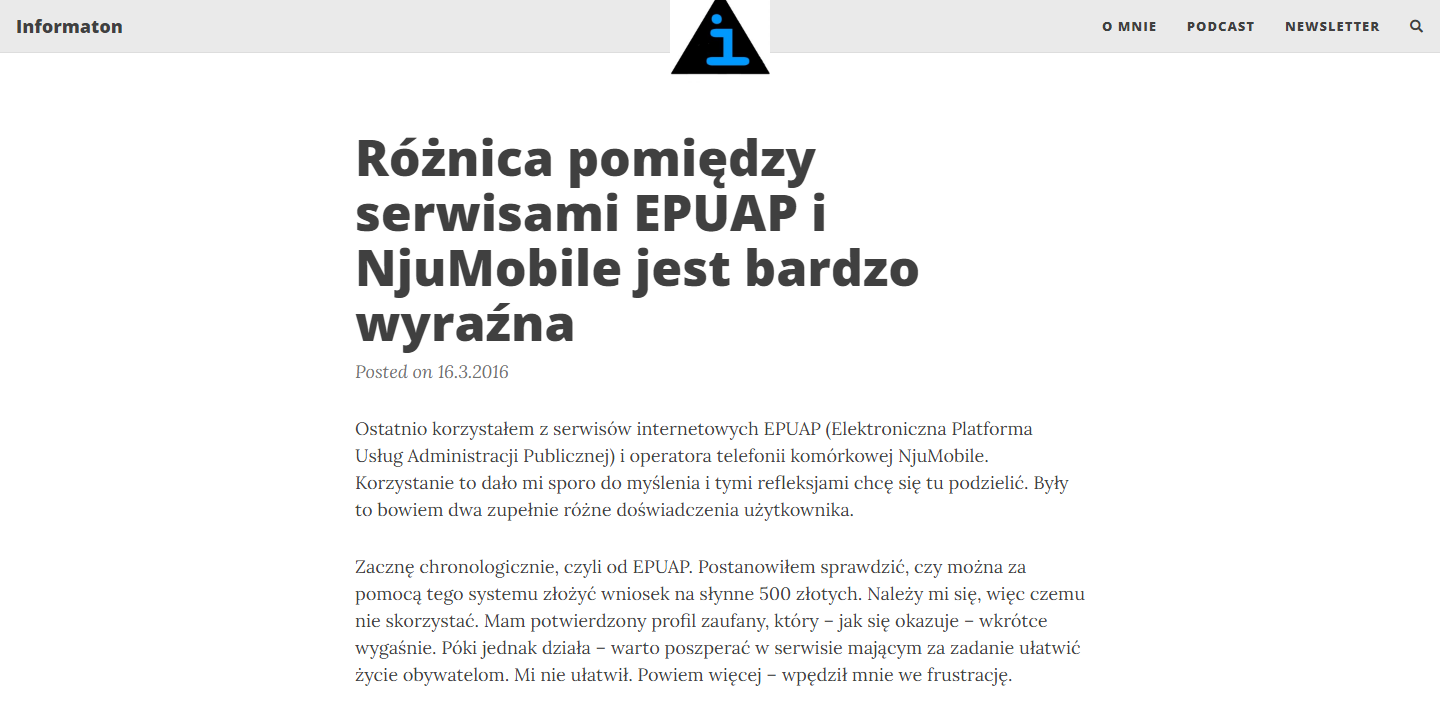 Informaton
i
O MNIE
PODCAST
NEWSLETTER
Różnica pomiędzy
serwisami EPUAP i
NjuMobile jest bardzo
wyraźna
Posted on 16.3.2016
Ostatnio korzystałem z serwisów internetowych EPUAP (Elektroniczna Platforma
Usług Administracji Publicznej) i operatora telefonii komórkowej NjuMobile.
Korzystanie to dało mi sporo do myślenia i tymi refleksjami chcę się tu podzielić. Były
to bowiem dwa zupełnie różne doświadczenia użytkownika.
Zacznę chronologicznie, czyli od EPUAP. Postanowiłem sprawdzić, czy można za
pomocą tego systemu złożyć wniosek na słynne 500 złotych. Należy mi się, więc czemu
nie skorzystać. Mam potwierdzony profil zaufany, który – jak się okazuje – wkrótce
wygaśnie. Póki jednak działa – warto poszperać w serwisie mającym za zadanie ułatwić
życie obywatelom. Mi nie ułatwił. Powiem więcej – wpędził mnie we frustrację.